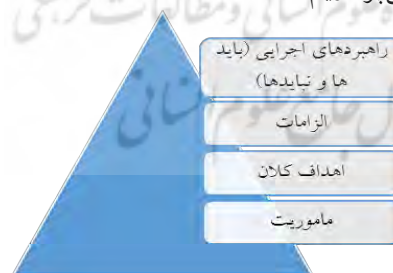 راهبردهای اجرایی (باید
ها و نبایدها)
الزامات
اهداف کلان
ماموریت